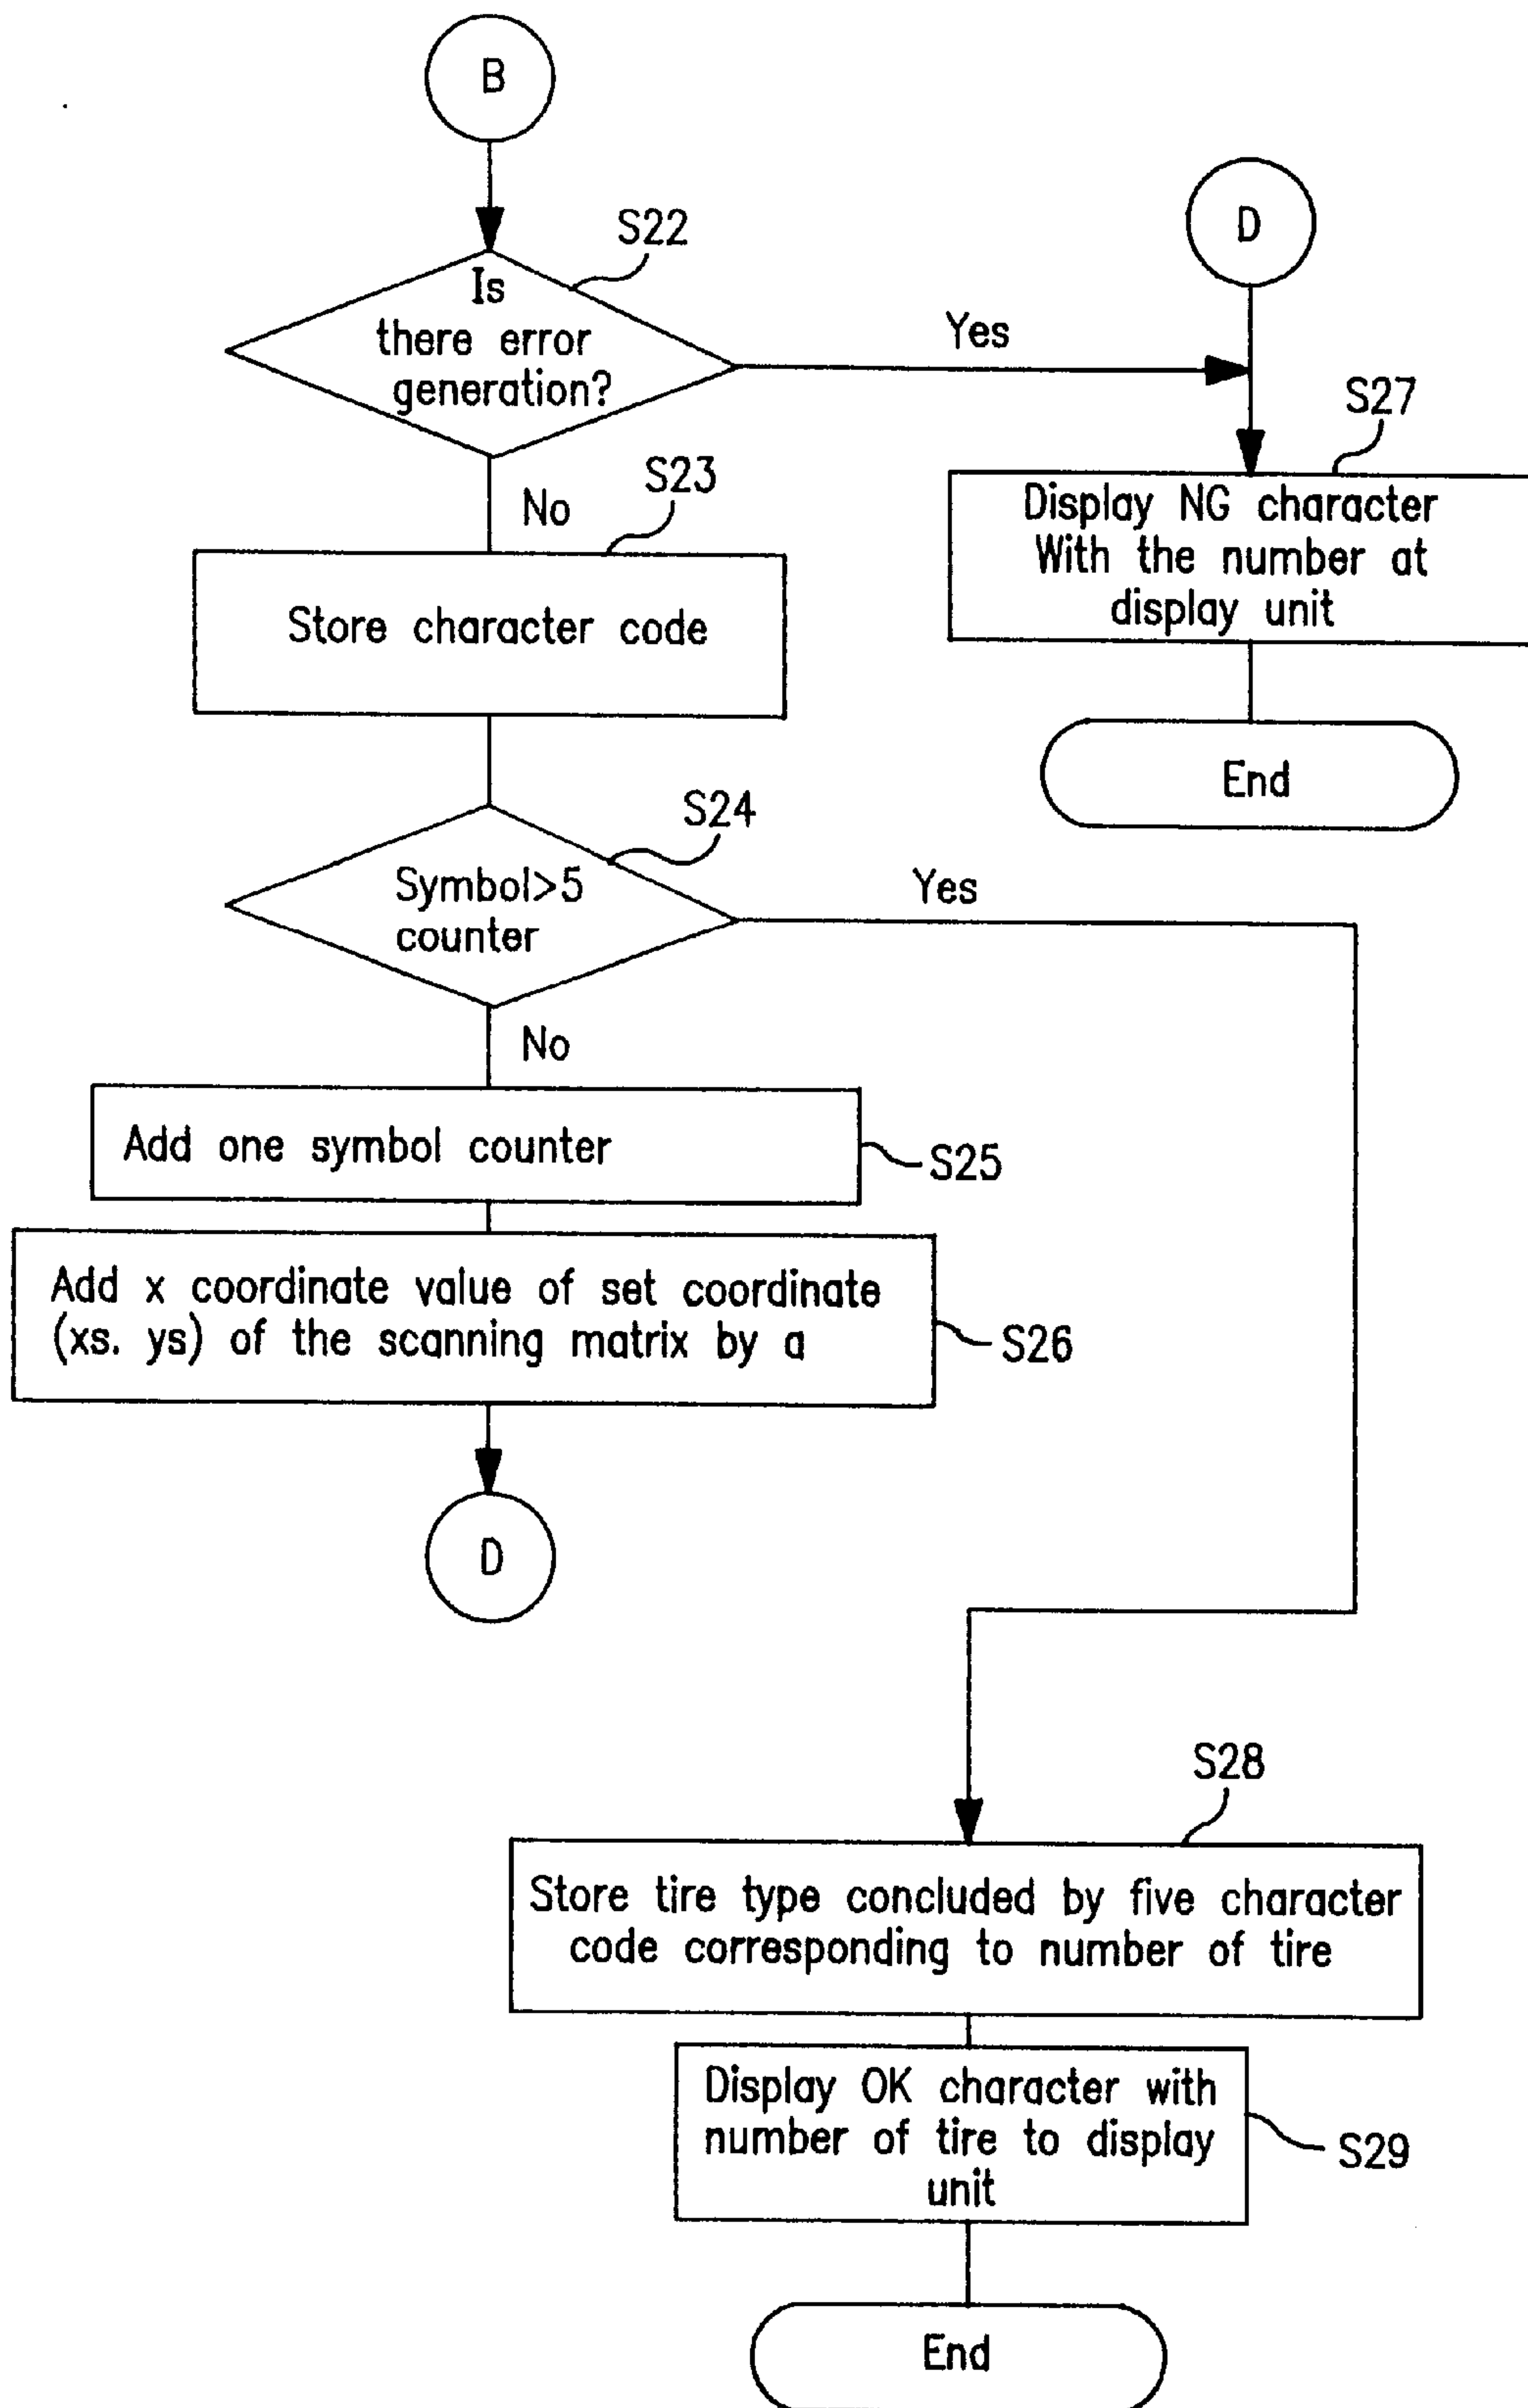 B
S22
Is
there error
generation?
Yes
D
S27
Display NG character
With the number at
display unit
End
No
S23
Store character code
S24
Symbol>5
counter
Yes
No
Add one symbol counter
S25
Add x coordinate value of set coordinate
(xs. ys) of the scanning matrix by a
S26
D
S28
Store tire type concluded by five character
code corresponding to number of tire
Display OK character with
number of tire to display
unit
S29
End